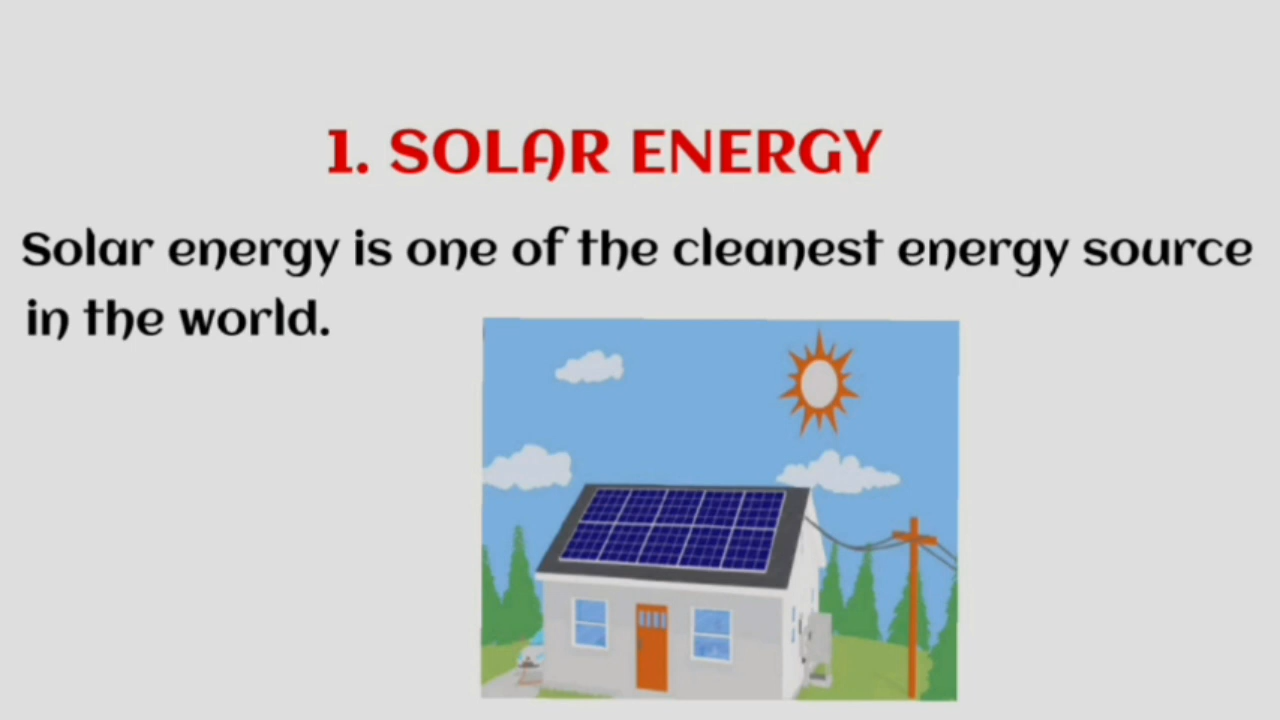 1. SOLAR ENERGY
Solar energy is one of the cleanest energy source
in the world.